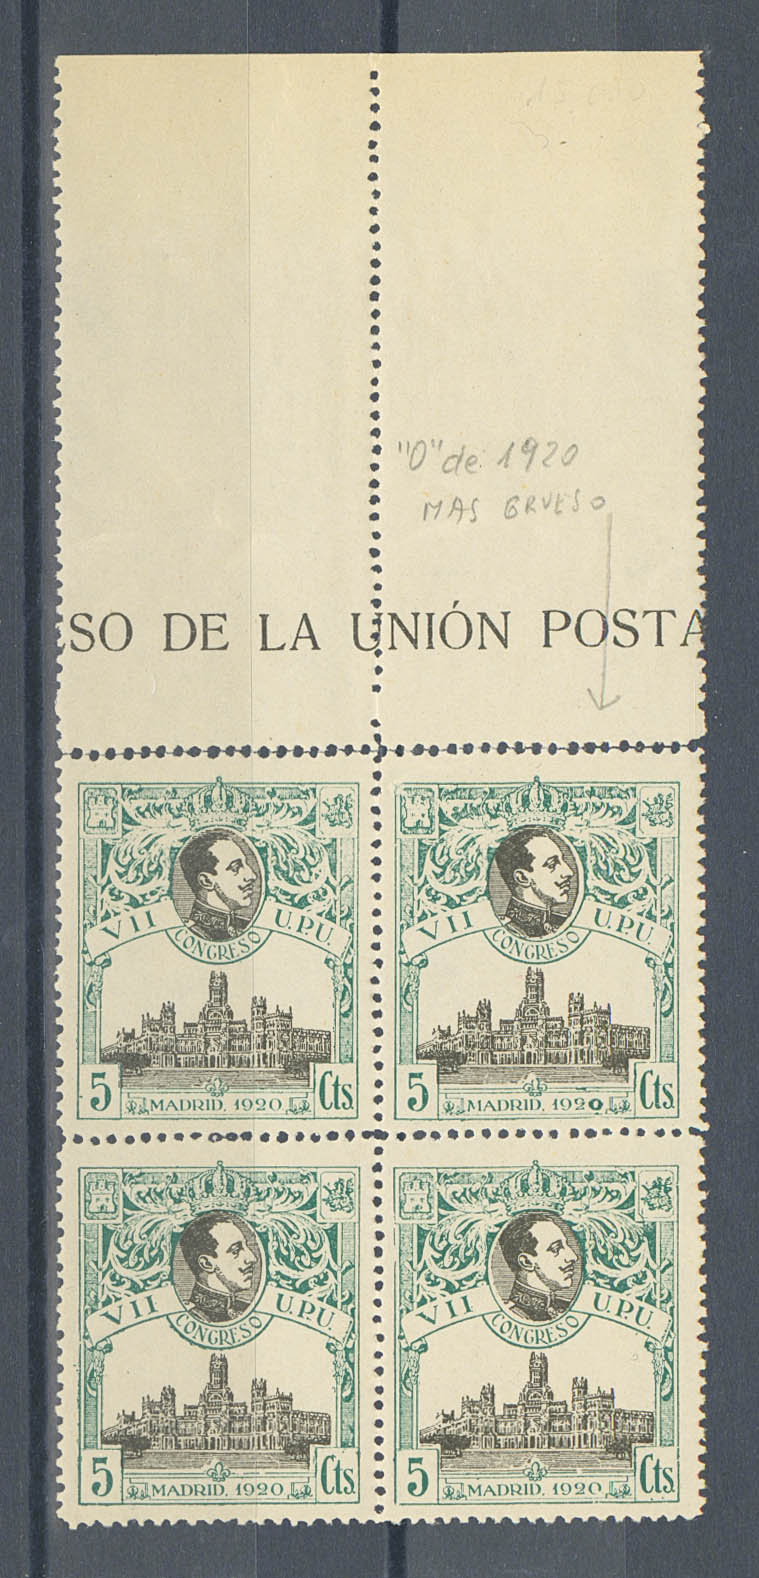 "0" de 1920
MAS GRUESO
SO DE LA UNIÓN POSTA
VII CONGRESO U.P.U.
5 MADRID, 1920 Cts.
VII CONGRESO U.P.U.
5 MADRID, 1920 Cts.
VII CONGRESO U.P.U.
5 MADRID, 1920 Cts.
VII CONGRESO U.P.U.
5 MADRID, 1920 Cts.